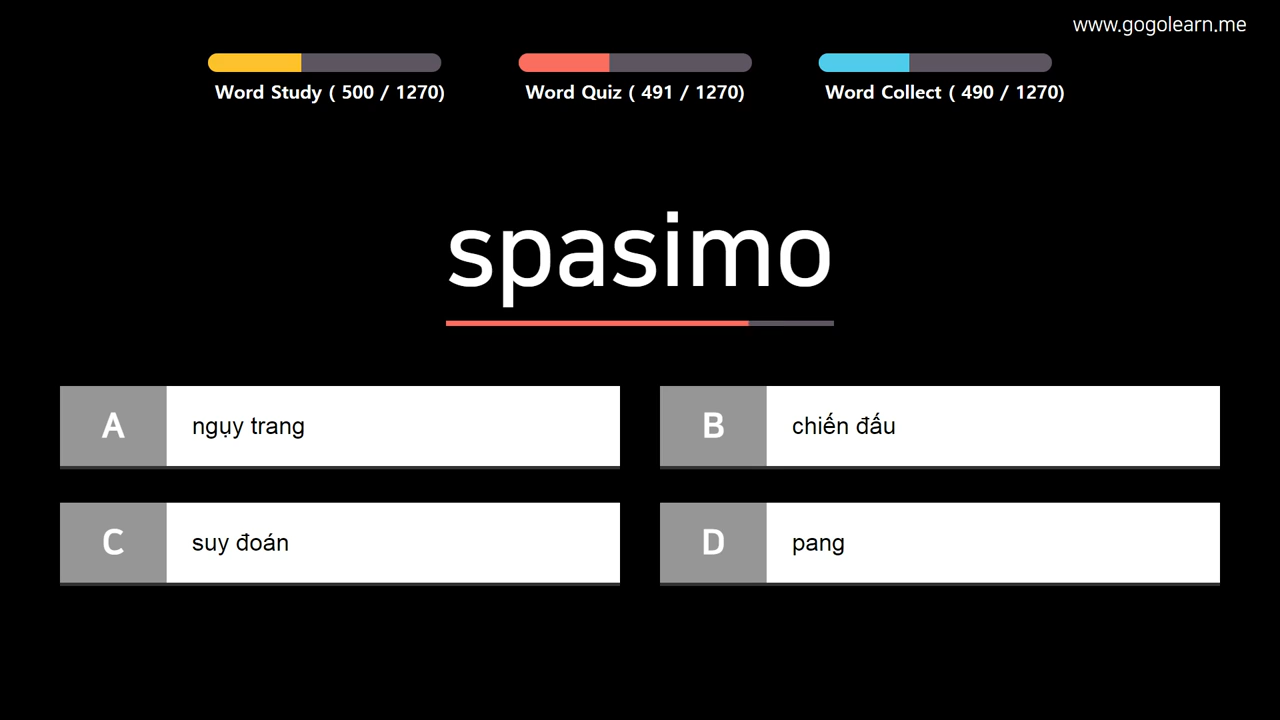 www.gogolearn.me
Word Study ( 500 / 1270)
Word Quiz ( 491 / 1270)
Word Collect ( 490 / 1270)
spasimo
A ngụy trang
B chiến đấu
C suy đoán
D pang